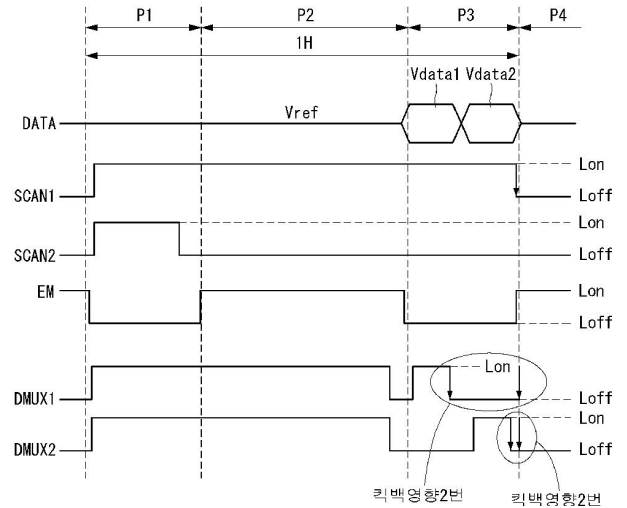 P1 P2 P3 P4
1H
Vdata1 Vdata2
DATA Vref
Lon
SCAN1 Loff
Lon
SCAN2 Loff
EM Lon
Loff
Lon
DMUX1 Loff
Lon
DMUX2 Loff
킥백영향2번 킥백영향2번